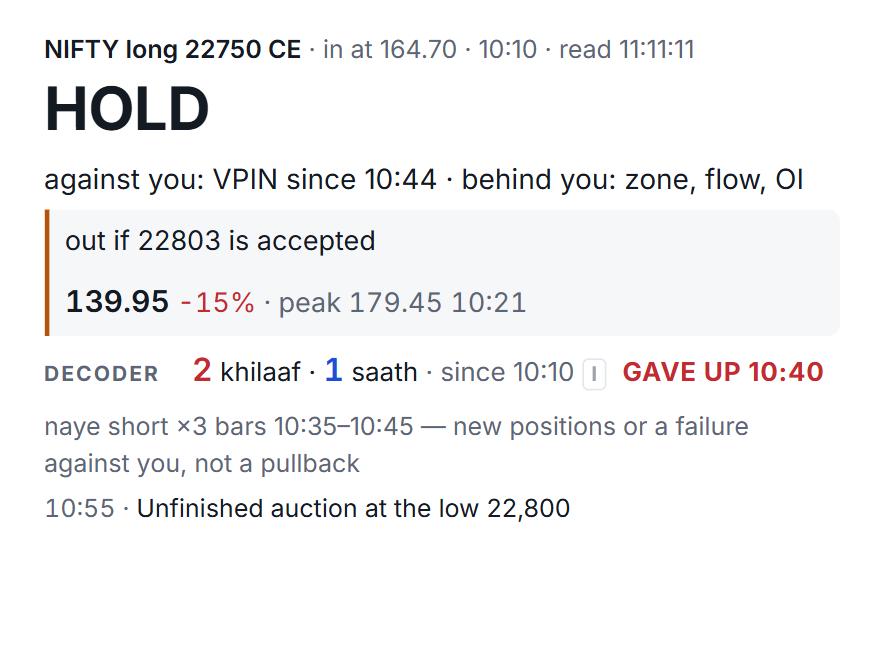 NIFTY long 22750 CE · in at 164.70 · 10:10 · read 11:11:11
HOLD
against you: VPIN since 10:44 · behind you: zone, flow, OI
out if 22803 is accepted
139.95 -15% · peak 179.45 10:21
DECODER 2 khilaaf · 1 saath · since 10:10 I GAVE UP 10:40
naye short ×3 bars 10:35–10:45 — new positions or a failure
against you, not a pullback
10:55 · Unfinished auction at the low 22,800